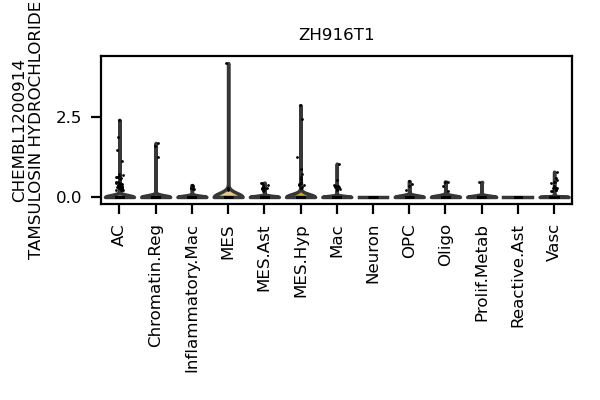 ZH916T1
CHEMBL1200914
TAMSULOSIN HYDROCHLORIDE
2.5
0.0
AC
Chromatin.Reg
Inflammatory.Mac
MES
MES.Ast
MES.Hyp
Mac
Neuron
OPC
Oligo
Prolif.Metab
Reactive.Ast
Vasc